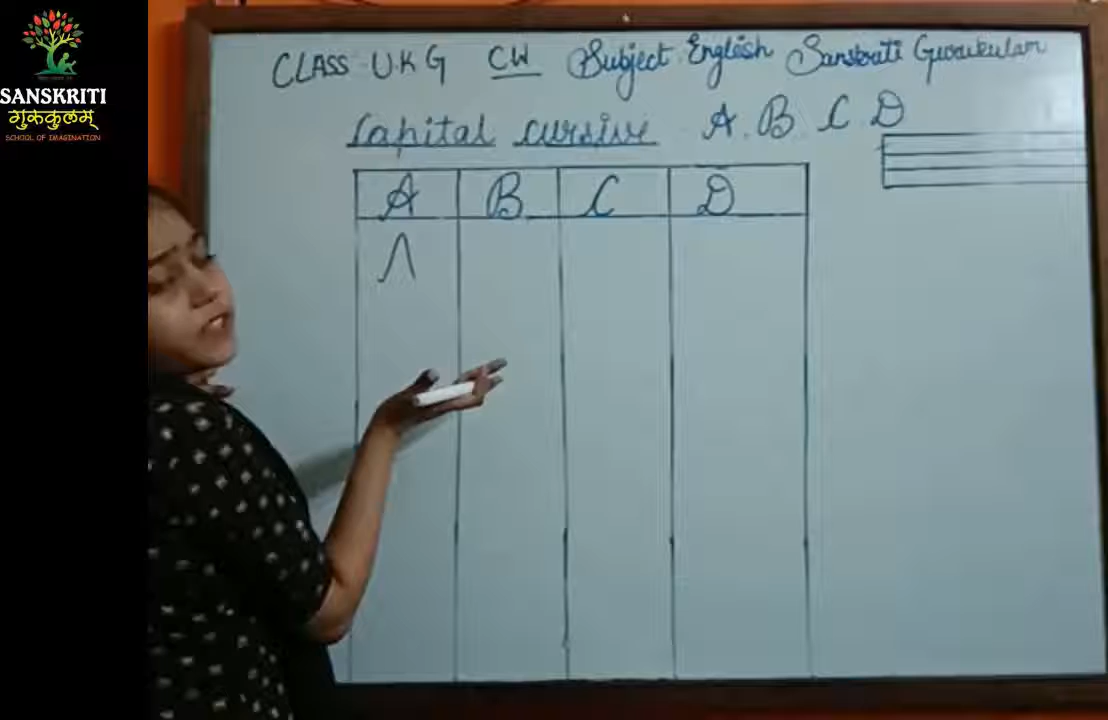 SANSKRITI
गुरुकुलम्
SCHOOL OF IMAGINATION
CLASS U.K.G CW Subject English Sanskriti Gurukulam
Capital cursive A. B. C. D
A B C D
Λ